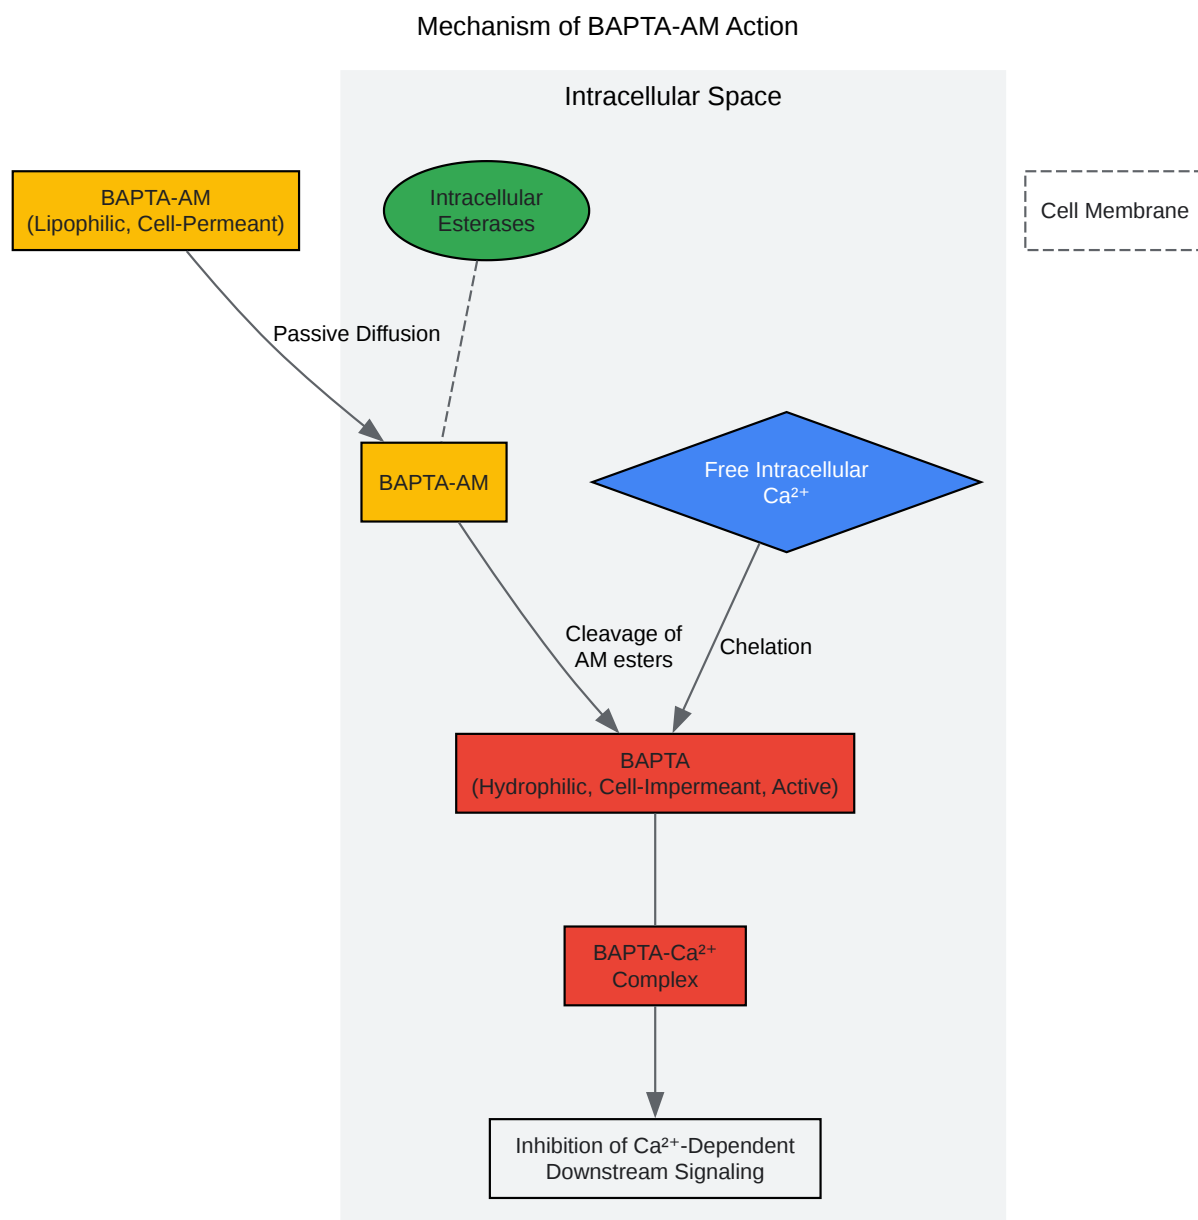 Mechanism of BAPTA-AM Action
Intracellular Space
BAPTA-AM
(Lipophilic, Cell-Permeant)
Intracellular
Esterases
Cell Membrane
Passive Diffusion
BAPTA-AM
Free Intracellular
Ca²⁺
Cleavage of
AM esters
Chelation
BAPTA
(Hydrophilic, Cell-Impermeant, Active)
BAPTA-Ca²⁺
Complex
Inhibition of Ca²⁺-Dependent
Downstream Signaling